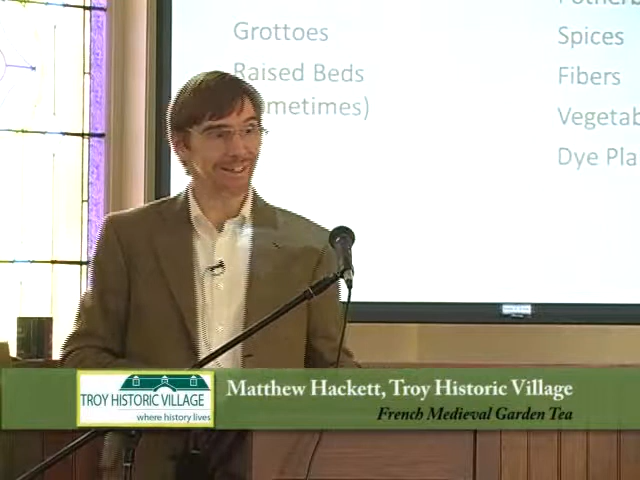 Grottoes
Raised Beds
metimes)
Spices
Fibers
Vegetab
Dye Pla
TROY HISTORIC VILLAGE
where history lives
Matthew Hackett, Troy Historic Village
French Medieval Garden Tea